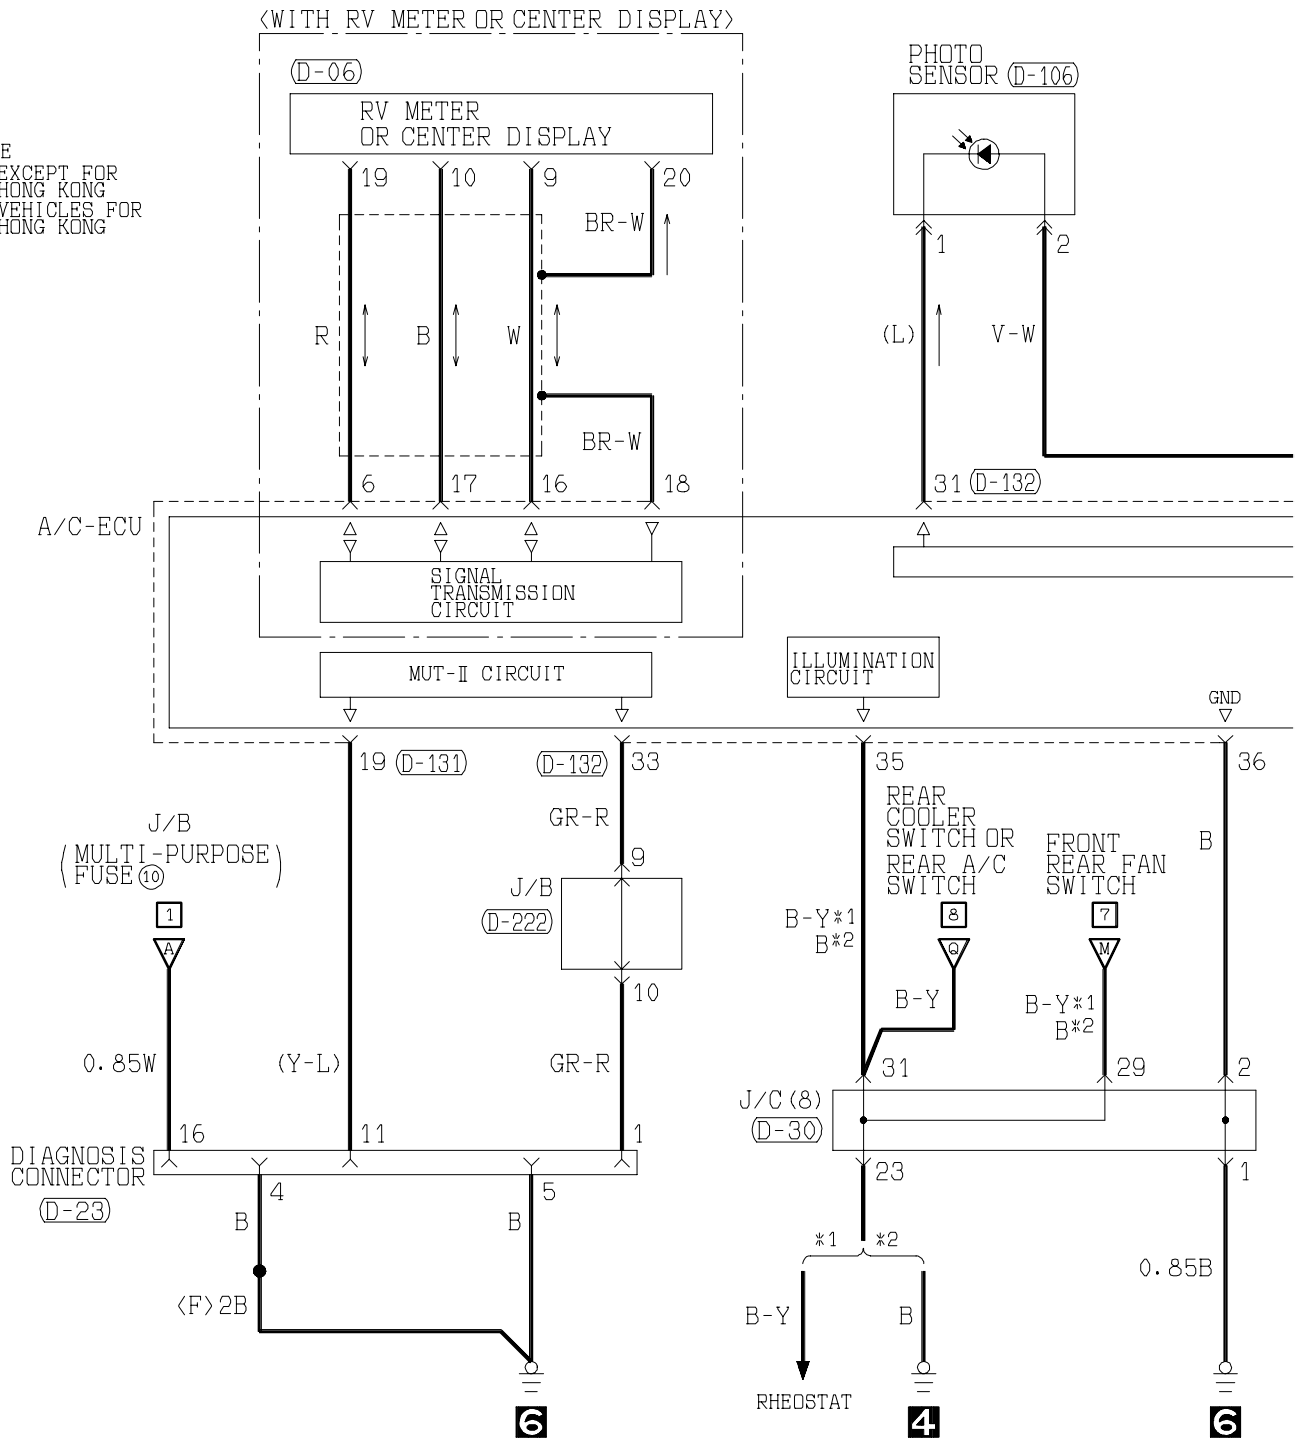 <WITH RV METER OR CENTER DISPLAY>
(D-06)
RV METER
OR CENTER DISPLAY
PHOTO
SENSOR (D-106)
E
EXCEPT FOR
HONG KONG
VEHICLES FOR
HONG KONG
19 10 9 20
BR-W
1 2
R B W
(L) V-W
BR-W
6 17 16 18
31 (D-132)
A/C-ECU
SIGNAL
TRANSMISSION
CIRCUIT
MUT-Ⅱ CIRCUIT
ILLUMINATION
CIRCUIT
GND
19 (D-131)
(D-132) 33
35
36
J/B
(MULTI-PURPOSE
FUSE ⑩)
1
A
GR-R
9
J/B
(D-222)
10
REAR
COOLER
SWITCH OR
REAR A/C
SWITCH
8
Q
FRONT
REAR FAN
SWITCH
7
M
B
B-Y*1
B*2
B-Y
B-Y*1
B*2
0.85W
(Y-L)
GR-R
31 29 2
J/C(8)
(D-30)
16 11 1
DIAGNOSIS
CONNECTOR
(D-23)
4 5
23 1
B B
*1 *2
<F>2B
0.85B
B-Y B
RHEOSTAT
6 4 6